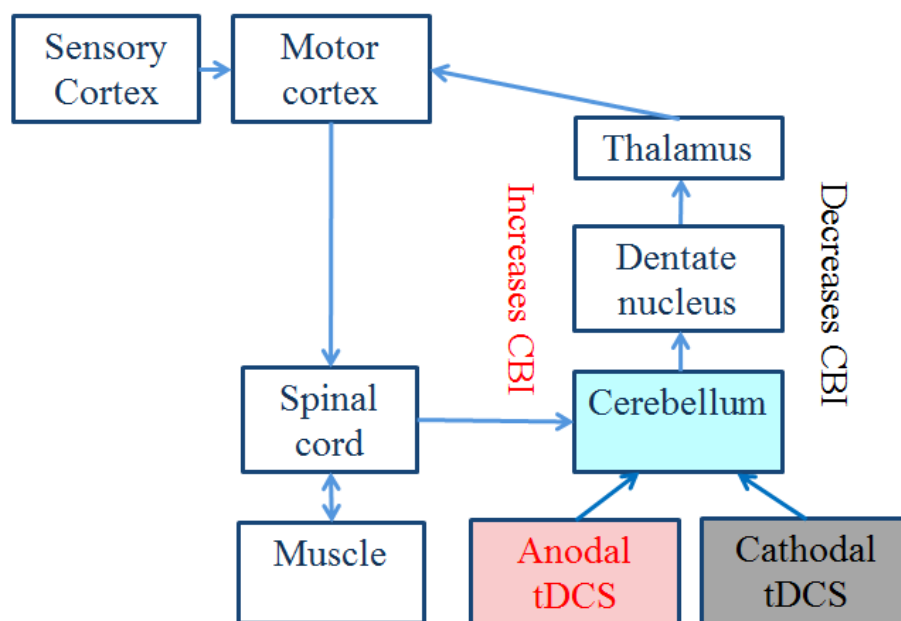 Sensory
Cortex
Motor
cortex
Thalamus
Increases CBI
Decreases CBI
Dentate
nucleus
Spinal
cord
Cerebellum
Muscle
Anodal
tDCS
Cathodal
tDCS